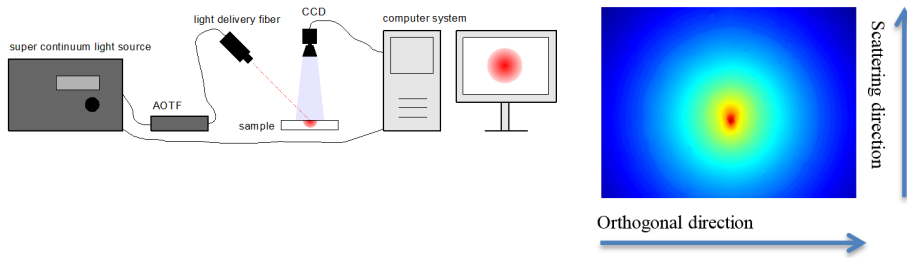 super continuum light source
AOTF
light delivery fiber
CCD
sample
computer system
Scattering direction
Orthogonal direction